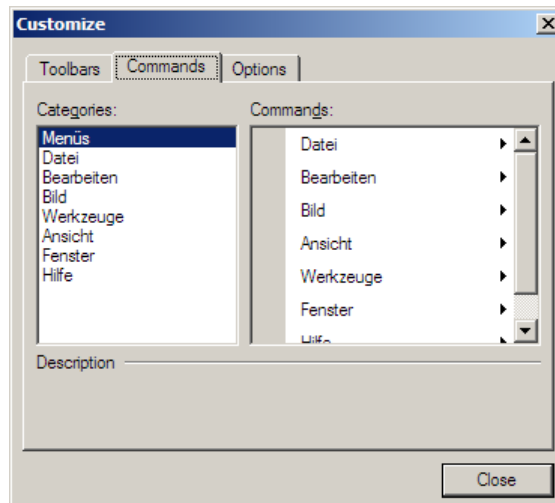 Customize
Toolbars Commands Options
Categories:
Menüs
Datei
Bearbeiten
Bild
Werkzeuge
Ansicht
Fenster
Hilfe
Commands:
Datei
Bearbeiten
Bild
Ansicht
Werkzeuge
Fenster
Hilfe
Description
Close